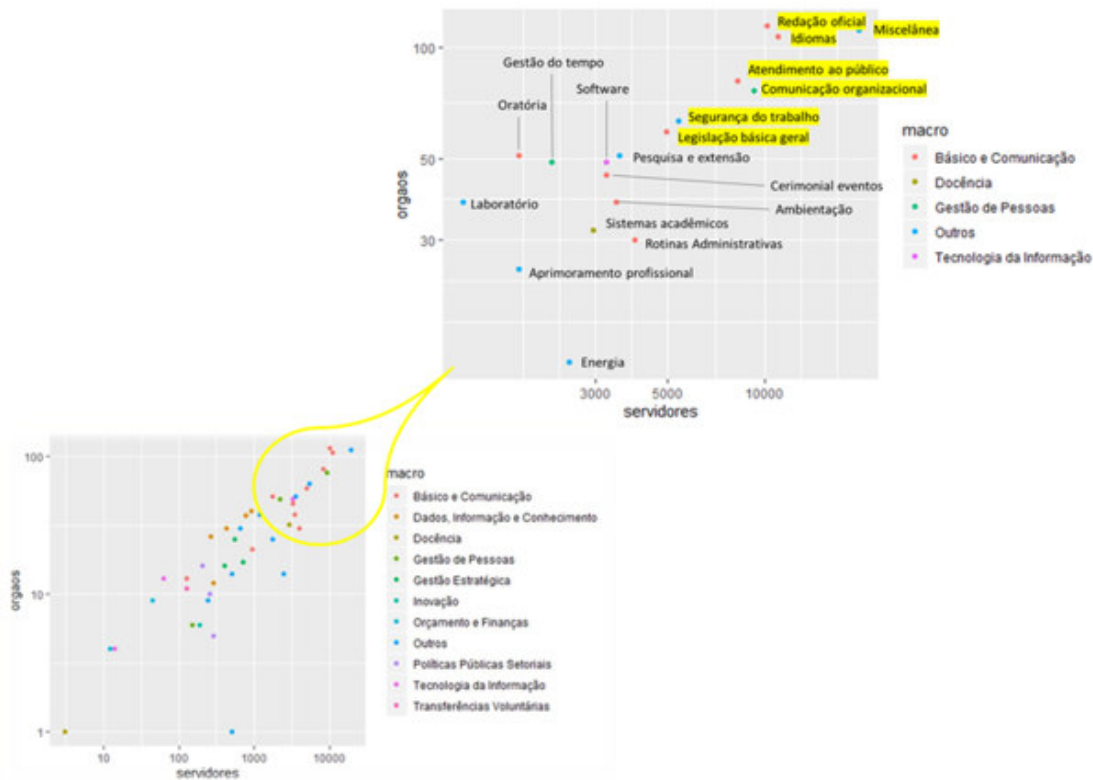 100
50
30
orgaos
Redação oficial
Idiomas
Miscelânea
Gestão do tempo
Atendimento ao público
Software
Comunicação organizacional
Oratória
Segurança do trabalho
Legislação básica geral
Pesquisa e extensão
Cerimonial eventos
Laboratório
Ambientação
Sistemas acadêmicos
Rotinas Administrativas
Aprimoramento profissional
Energia
3000
5000
10000
servidores
macro
Básico e Comunicação
Docência
Gestão de Pessoas
Outros
Tecnologia da Informação
100
10
1
orgaos
10
100
1000
10000
servidores
macro
Básico e Comunicação
Dados, Informação e Conhecimento
Docência
Gestão de Pessoas
Gestão Estratégica
Inovação
Orçamento e Finanças
Outros
Políticas Públicas Setoriais
Tecnologia da Informação
Transferências Voluntárias